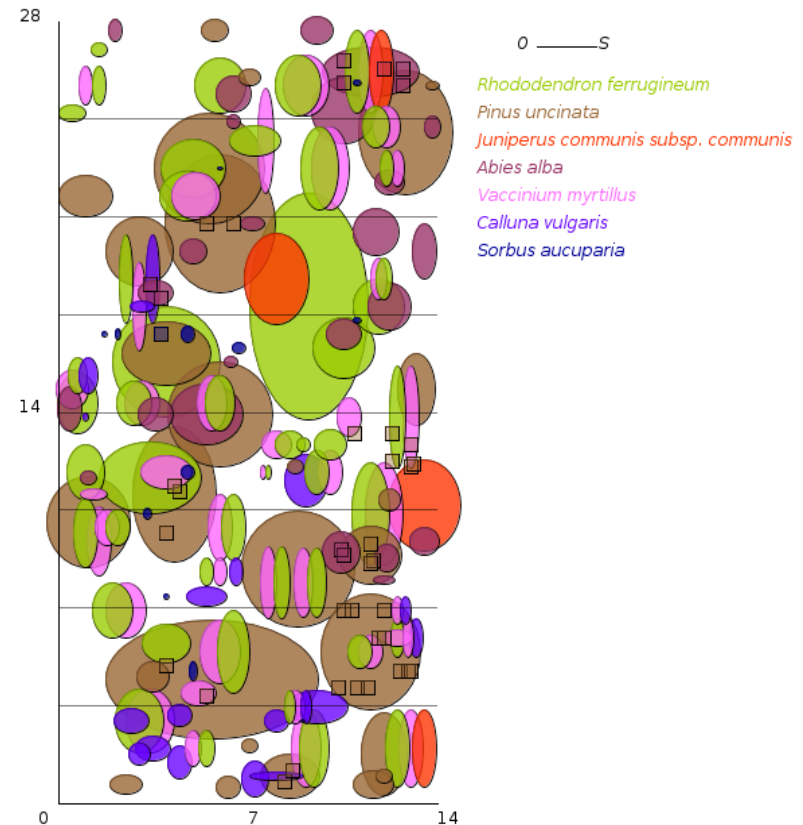 28
0 S
Rhododendron ferrugineum
Pinus uncinata
Juniperus communis subsp. communis
Abies alba
Vaccinium myrtillus
Calluna vulgaris
Sorbus aucuparia
14
0 7 14